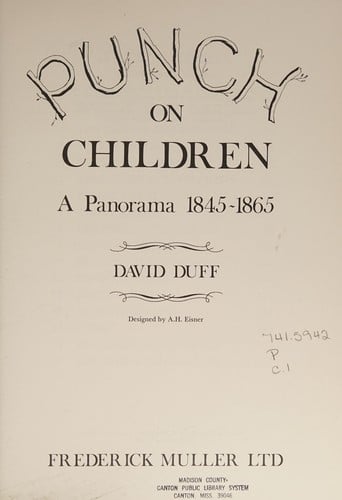 PUNCH
ON
CHILDREN
A Panorama 1845-1865
DAVID DUFF
Designed by A.H. Eisner
741.5942
P
C.1
FREDERICK MULLER LTD
MADISON COUNTY-
CANTON PUBLIC LIBRARY SYSTEM
CANTON, MISS. 39046